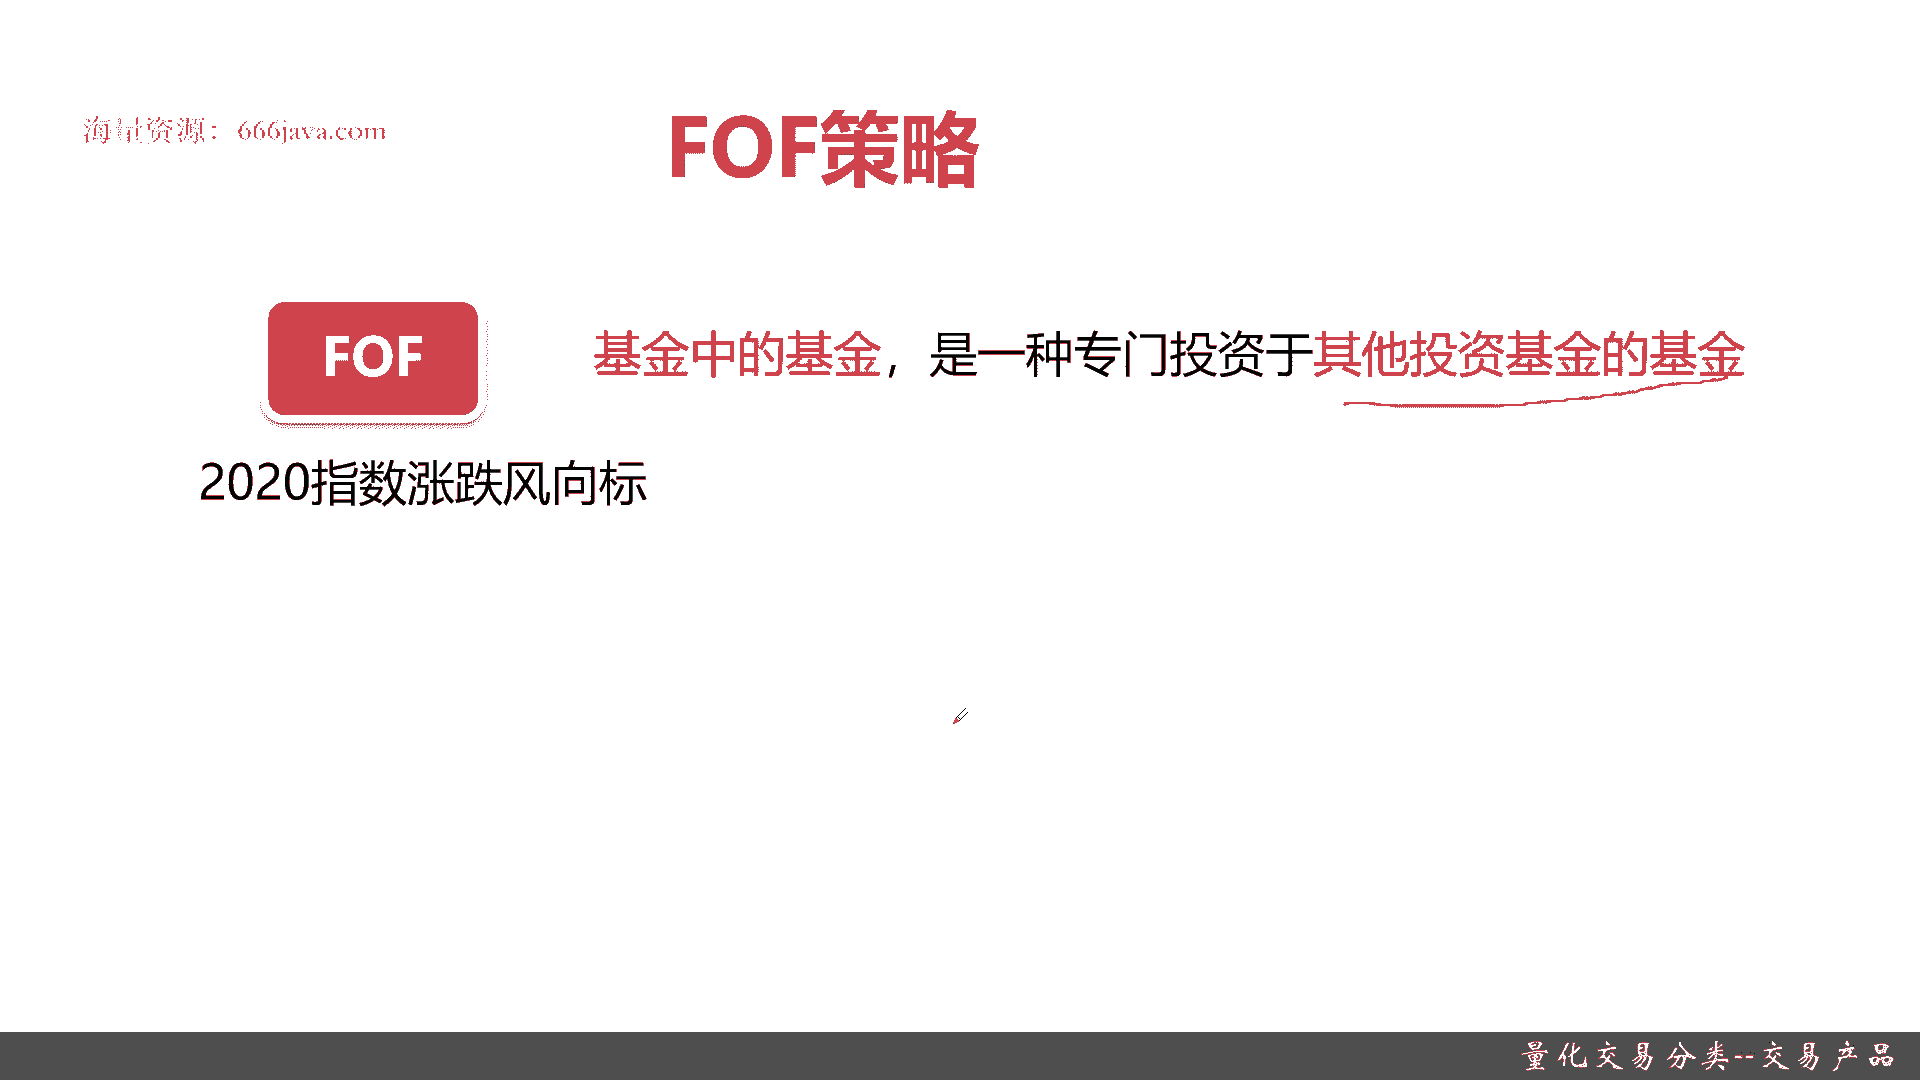 海量资源：666java.com
FOF策略
FOF
基金中的基金，是一种专门投资于其他投资基金的基金
2020指数涨跌风向标
量化交易分类--交易产品